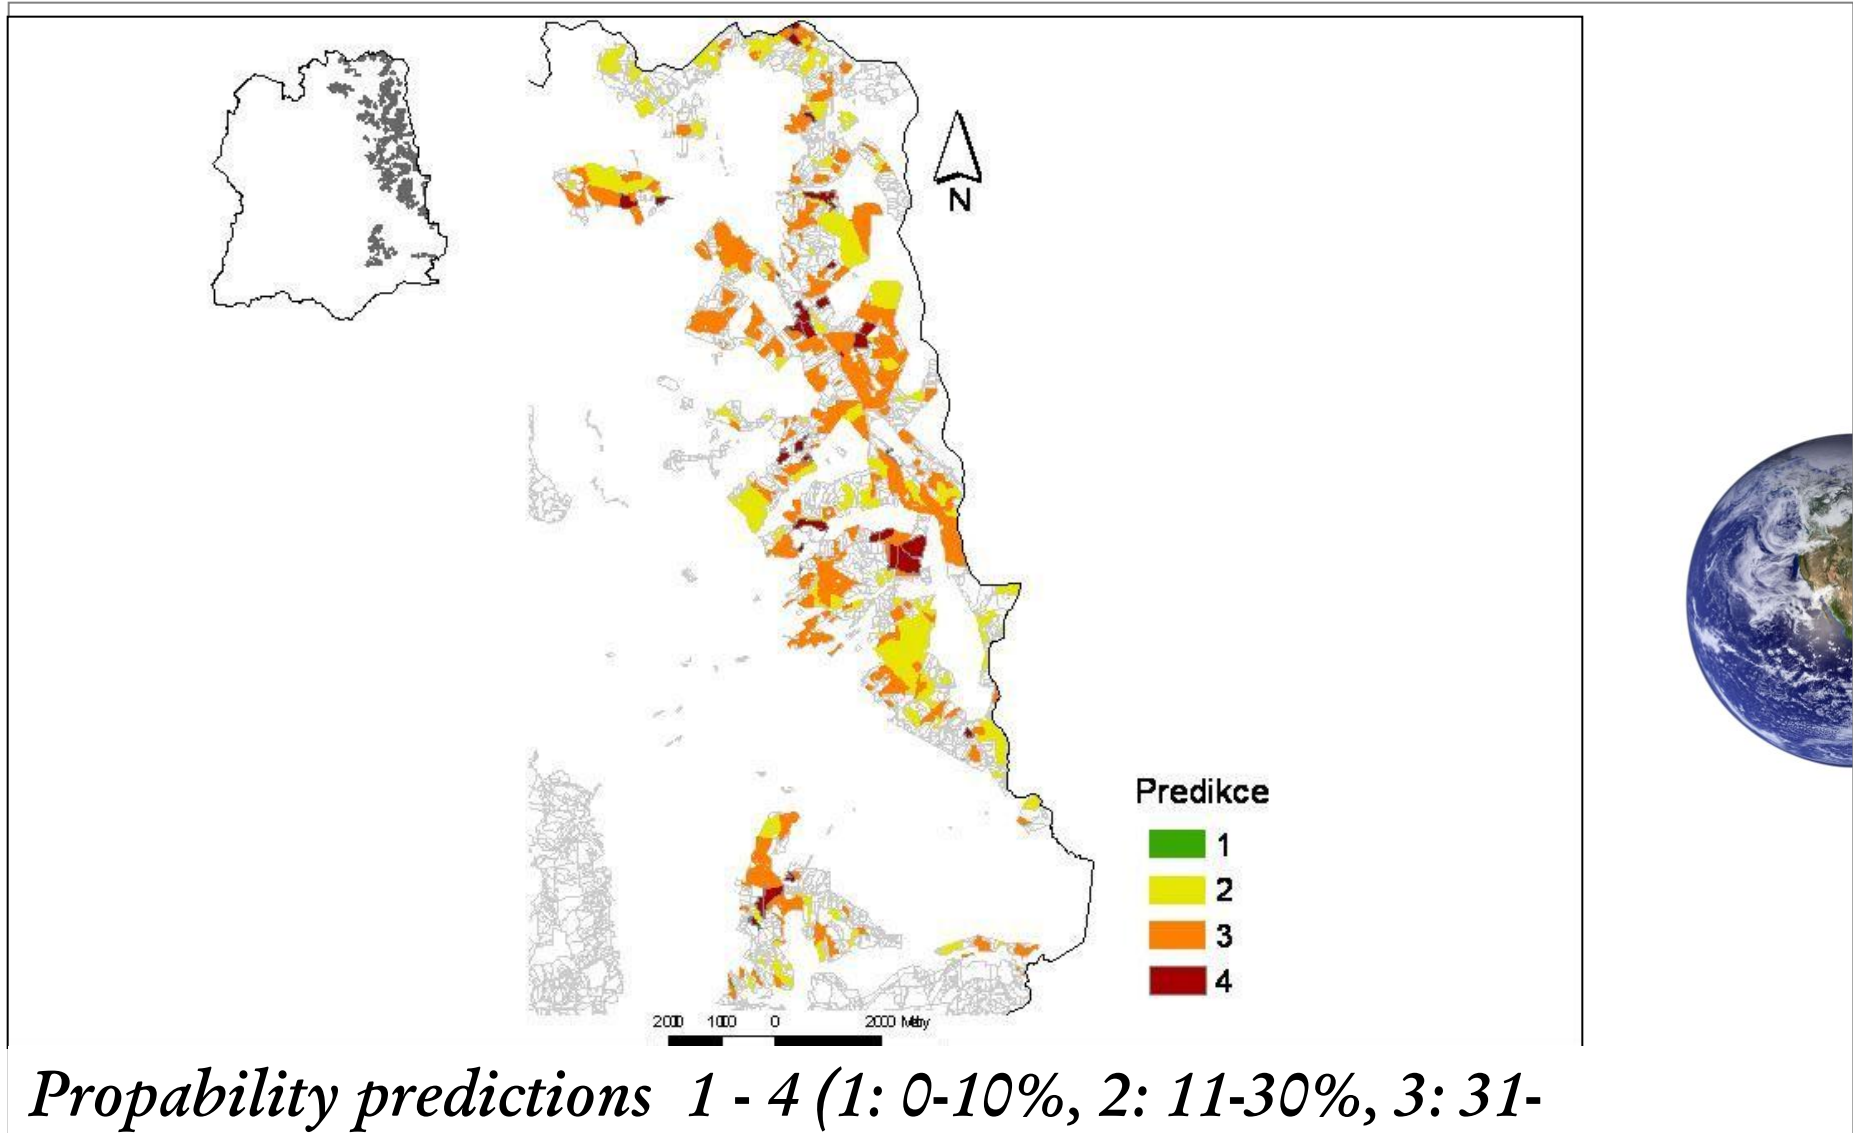 N
Predikce
1
2
3
4
2000 1000 0 2000 Metry
Propability predictions 1 - 4 (1: 0-10%, 2: 11-30%, 3: 31-